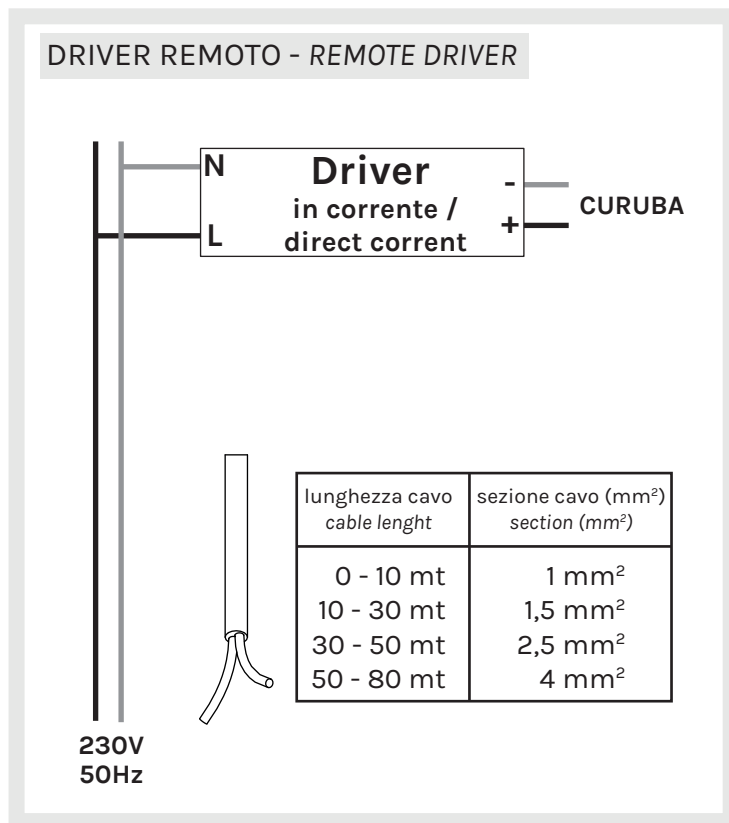 DRIVER REMOTO - REMOTE DRIVER
N
Driver
-
in corrente /
CURUBA
L
direct corrent
+
lunghezza cavo
cable lenght
sezione cavo (mm²)
section (mm²)
0 - 10 mt
1 mm²
10 - 30 mt
1,5 mm²
30 - 50 mt
2,5 mm²
50 - 80 mt
4 mm²
230V
50Hz